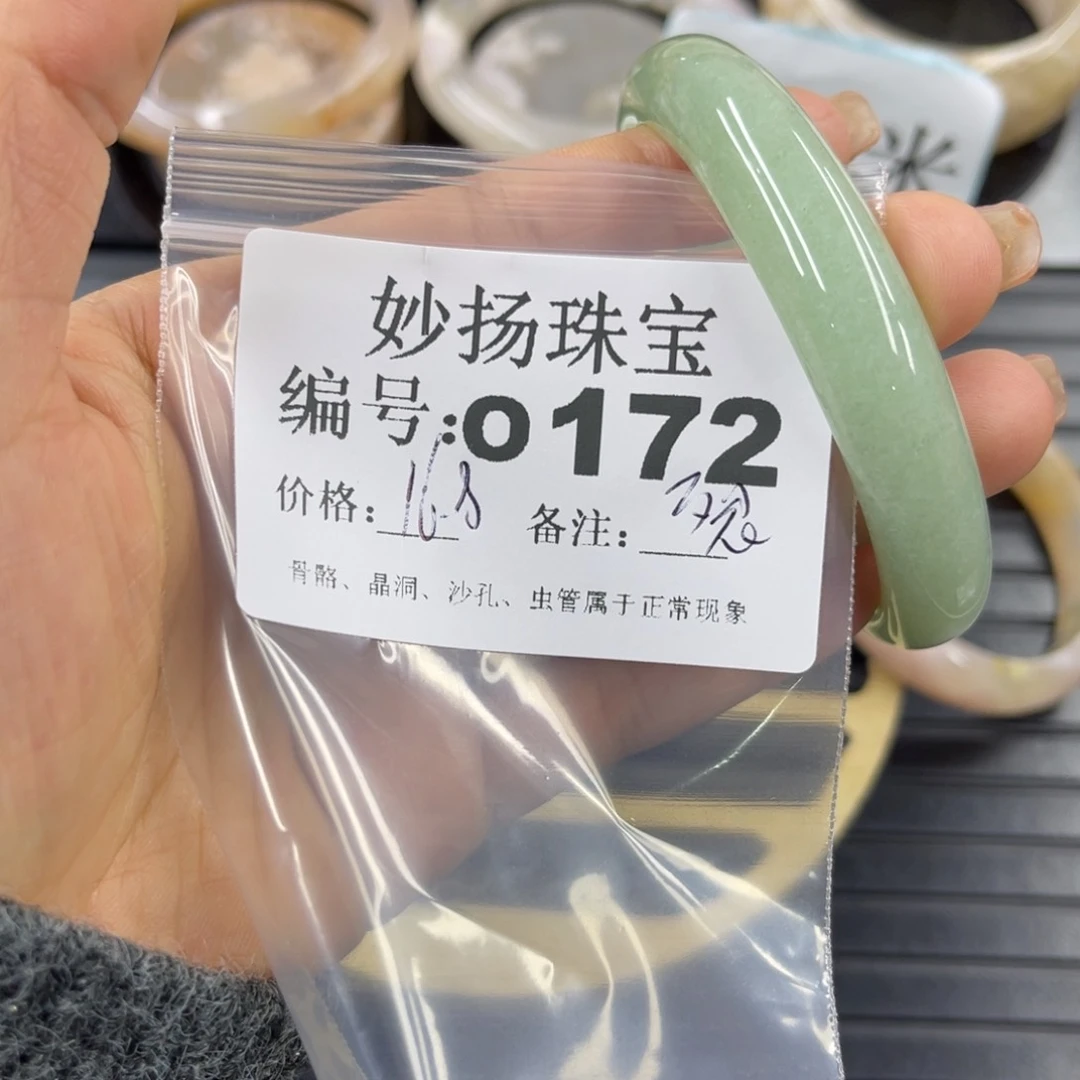 米
妙扬珠宝
编号:0172
价格:168 备注:
骨骼、晶洞、沙孔、虫管属于正常现象